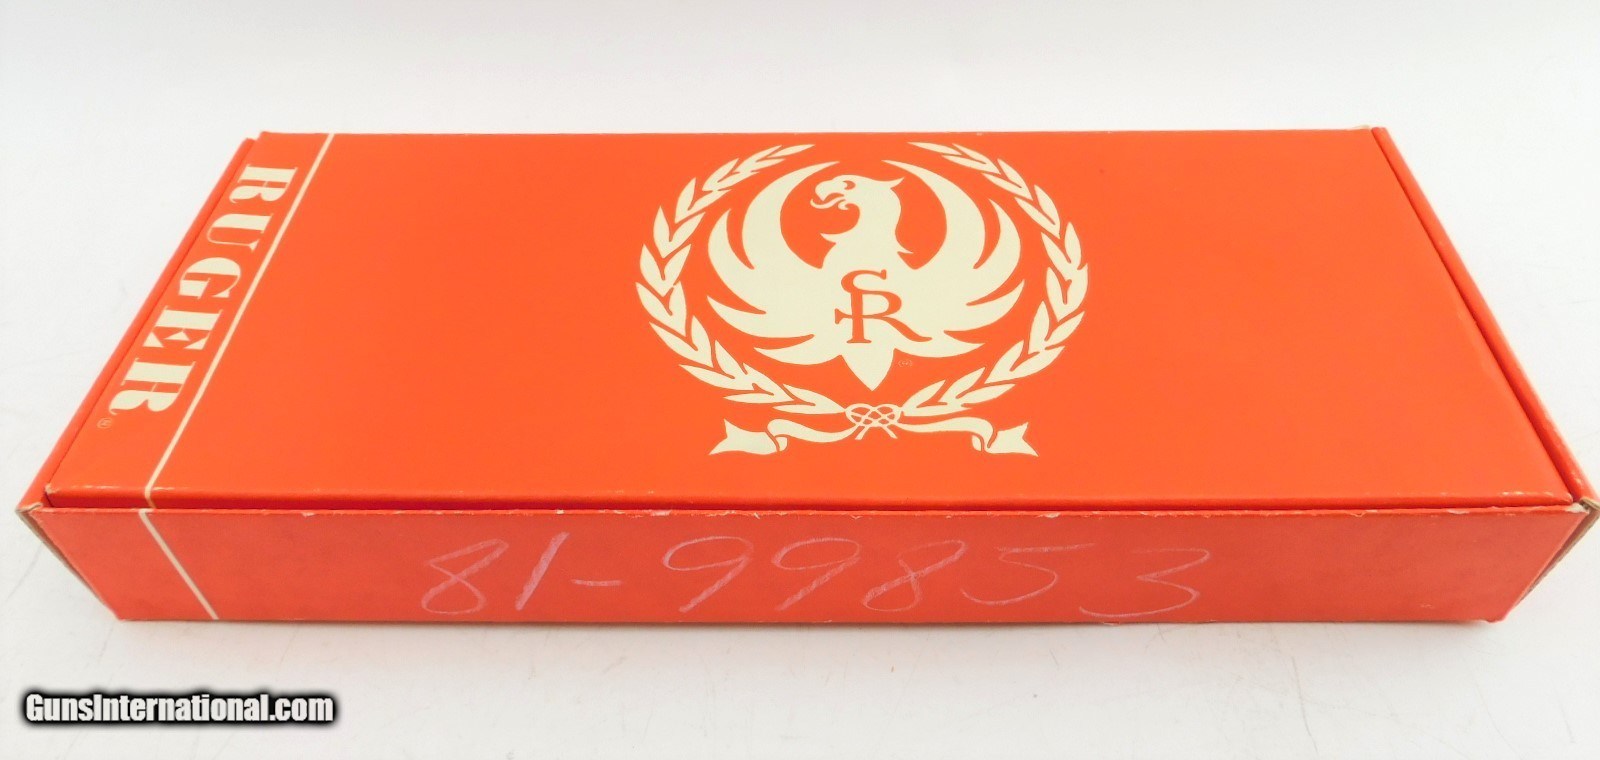 RUGER
SR
81-99853
GunsInternational.com